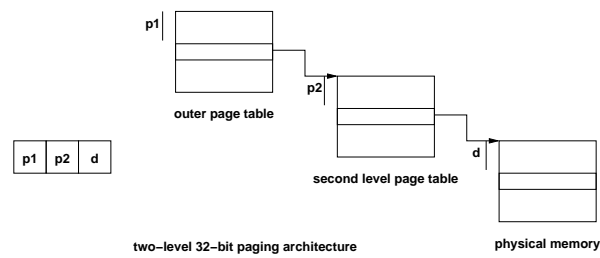 p1
outer page table
p2
p1 p2 d
second level page table
d
physical memory
two−level 32−bit paging architecture